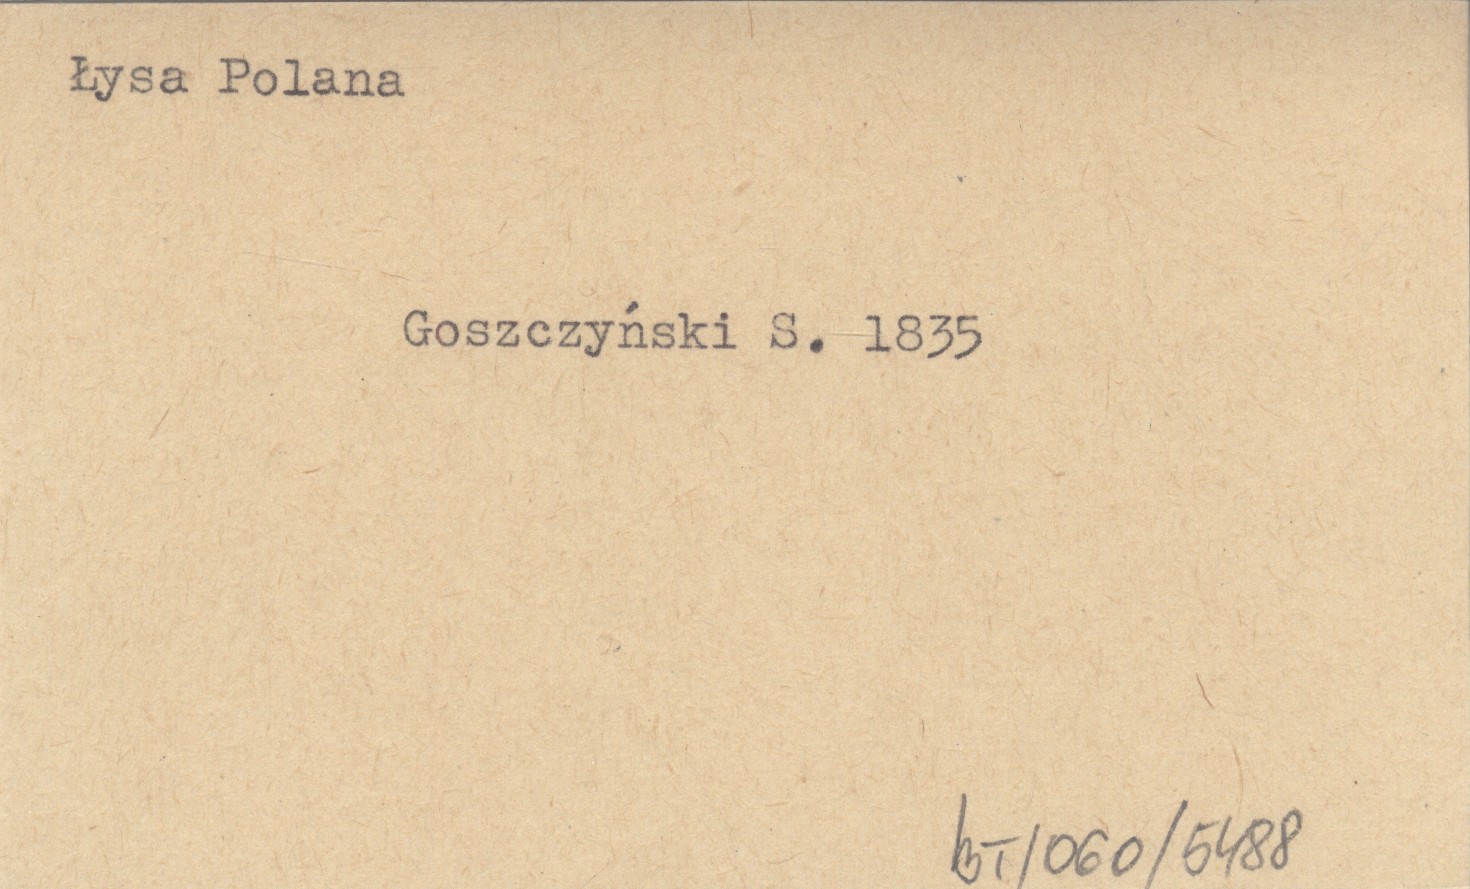 Łysa Polana
Goszczyński S. 1835
BT/060/5488